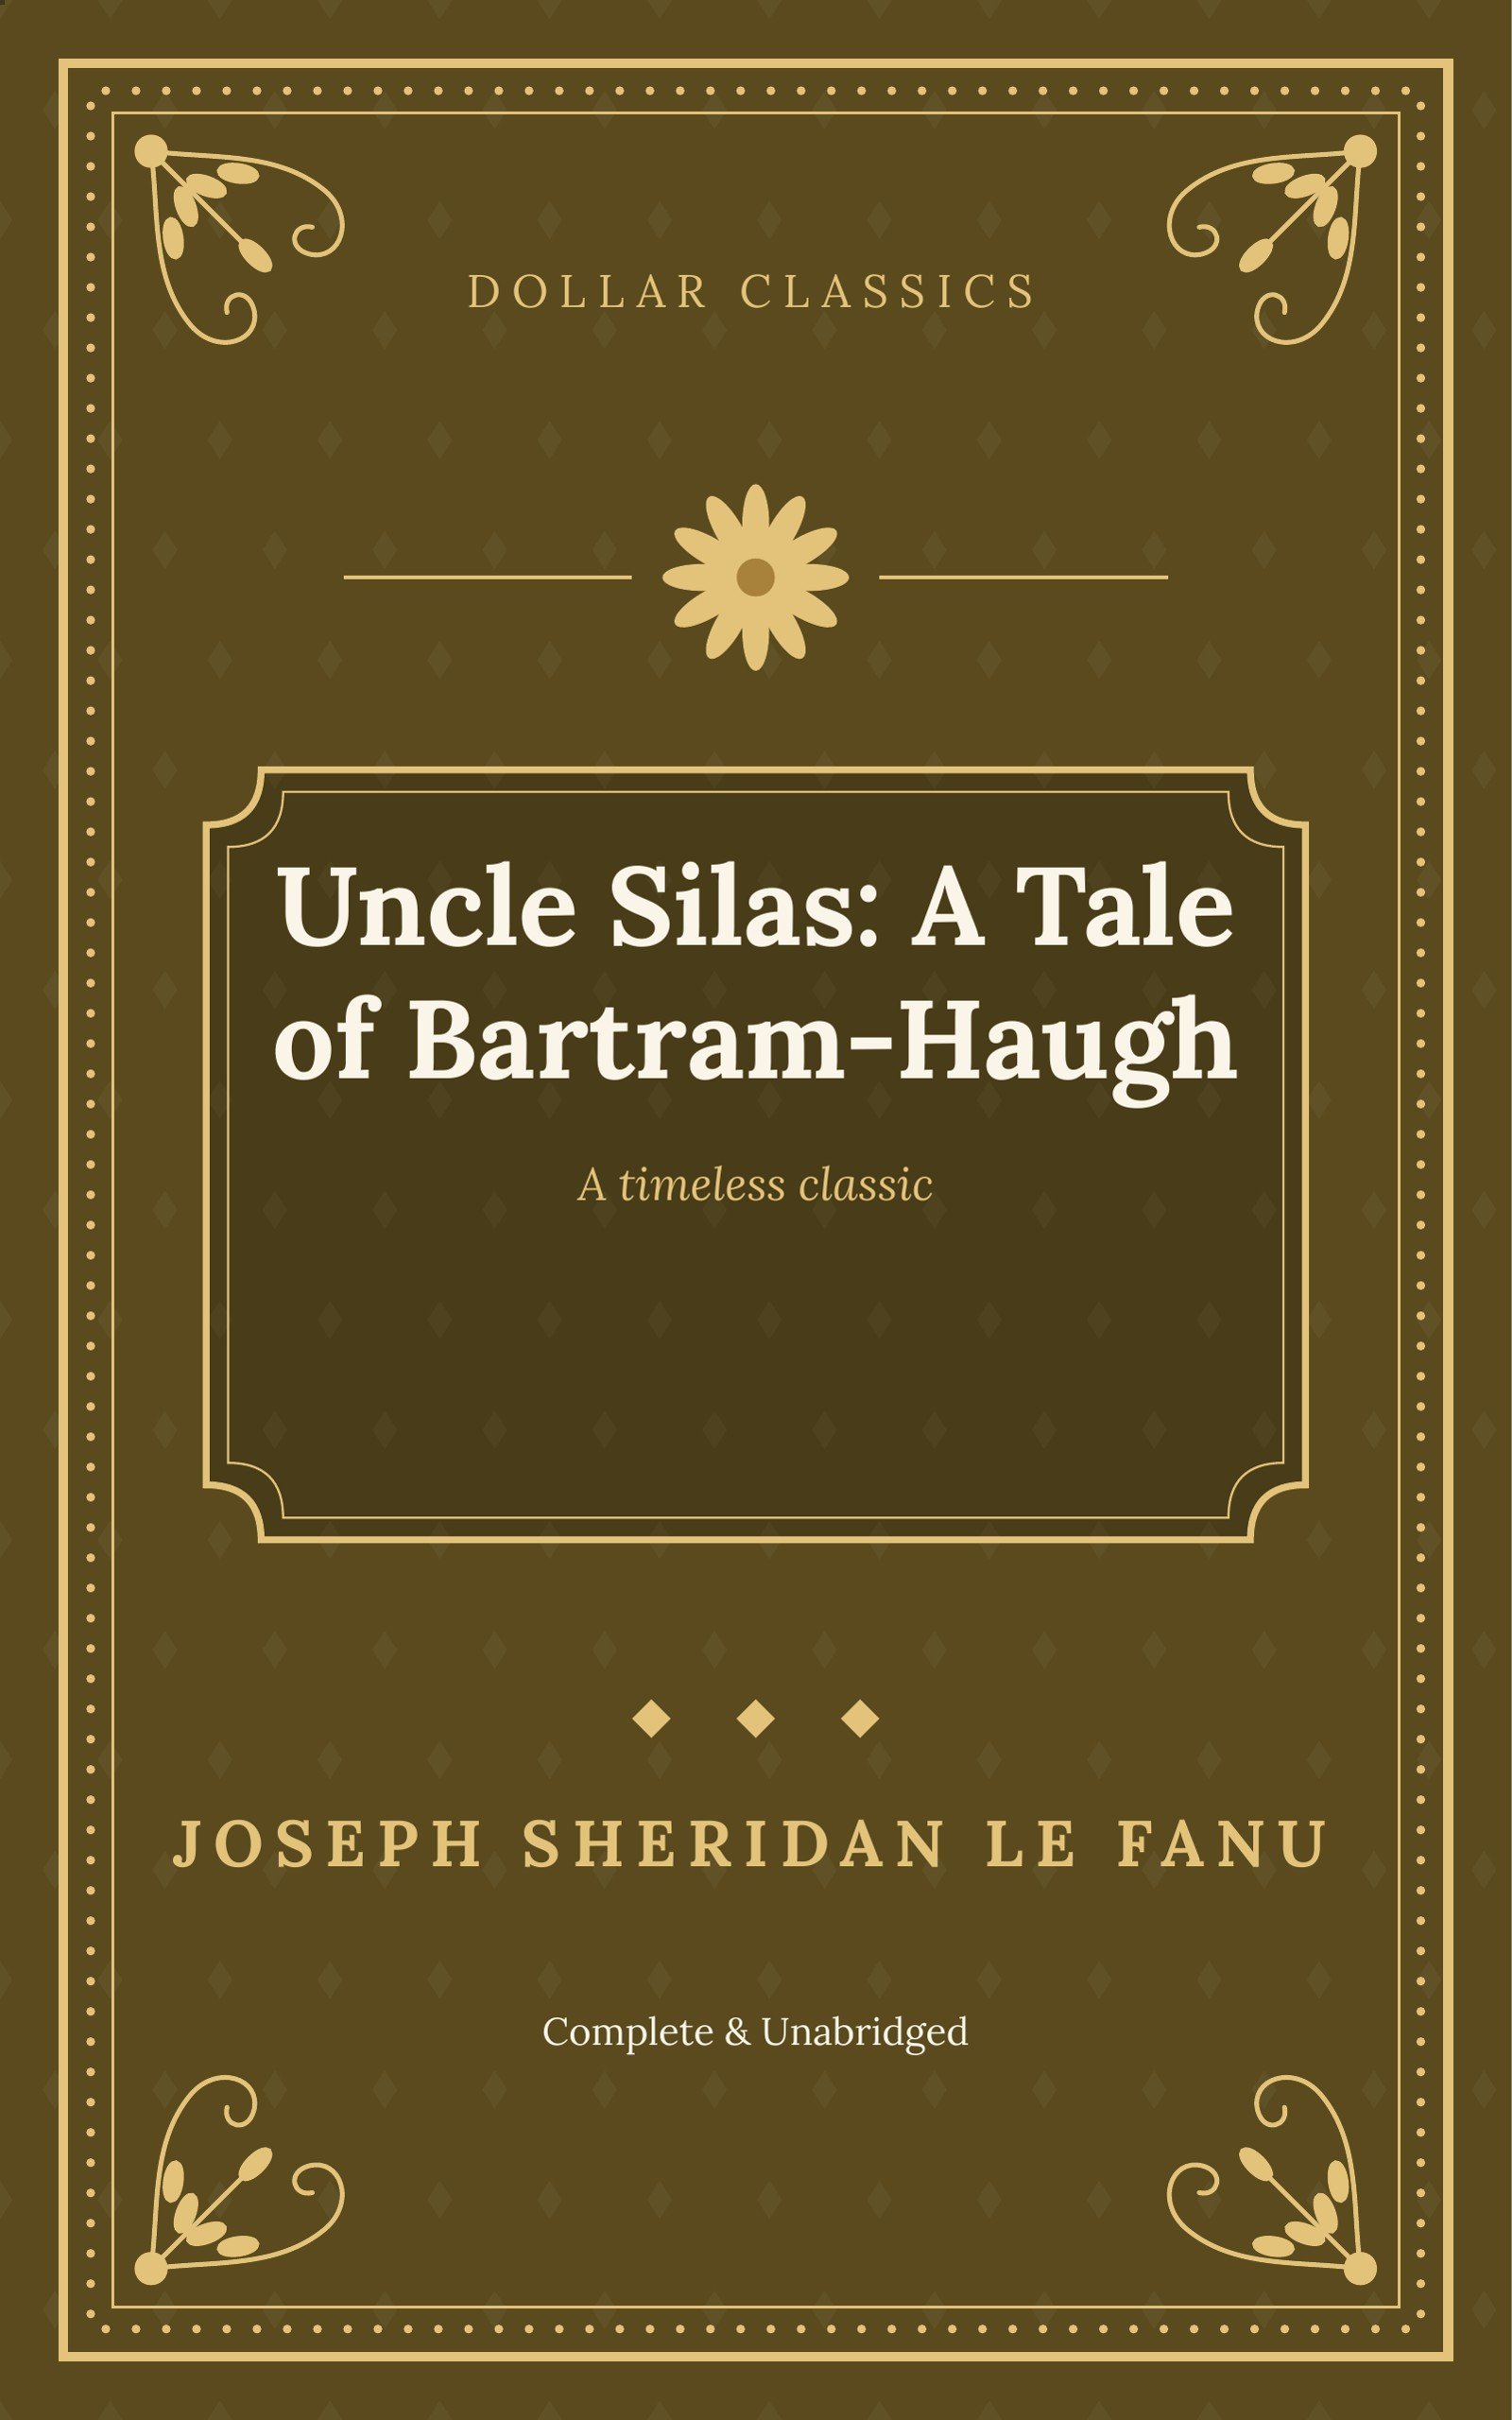 DOLLAR CLASSICS
Uncle Silas: A Tale
of Bartram-Haugh
A timeless classic
JOSEPH SHERIDAN LE FANU
Complete & Unabridged